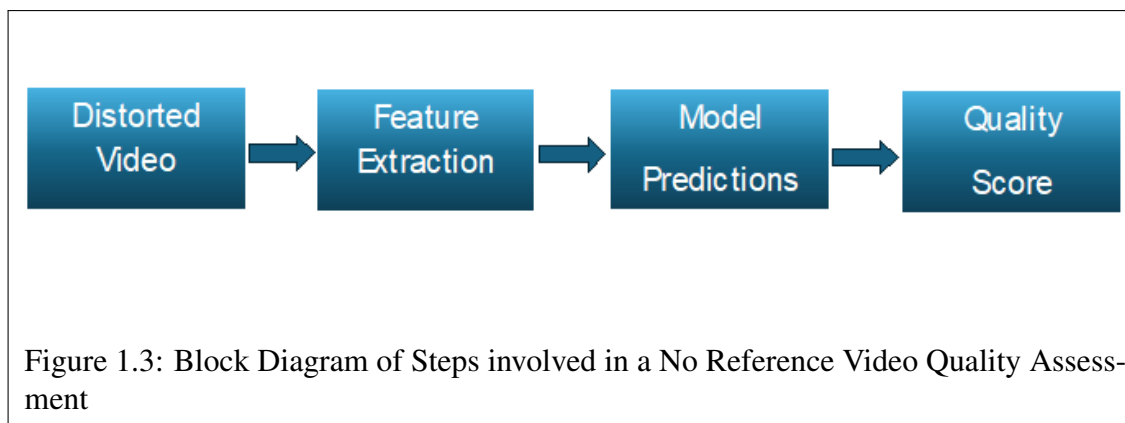 Distorted
Video
Feature
Extraction
Model
Predictions
Quality
Score
Figure 1.3: Block Diagram of Steps involved in a No Reference Video Quality Assess-
ment